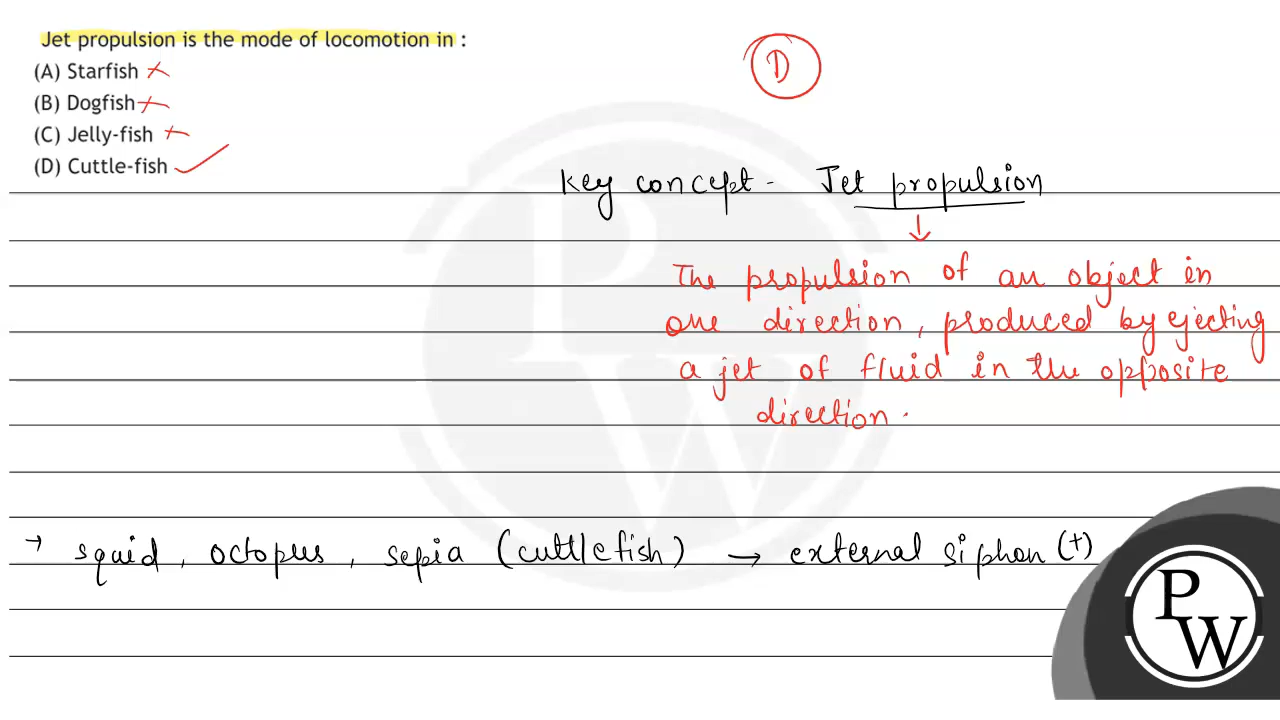 Jet propulsion is the mode of locomotion in :
(A) Starfish
(B) Dogfish
(C) Jelly-fish
(D) Cuttle-fish
D
Key concept - Jet propulsion
The propulsion of an object in
one direction, produced by ejecting
a jet of fluid in the opposite
direction.
→ squid, octopus, sepia (cuttlefish) → external siphon (+)
P
W
P
W